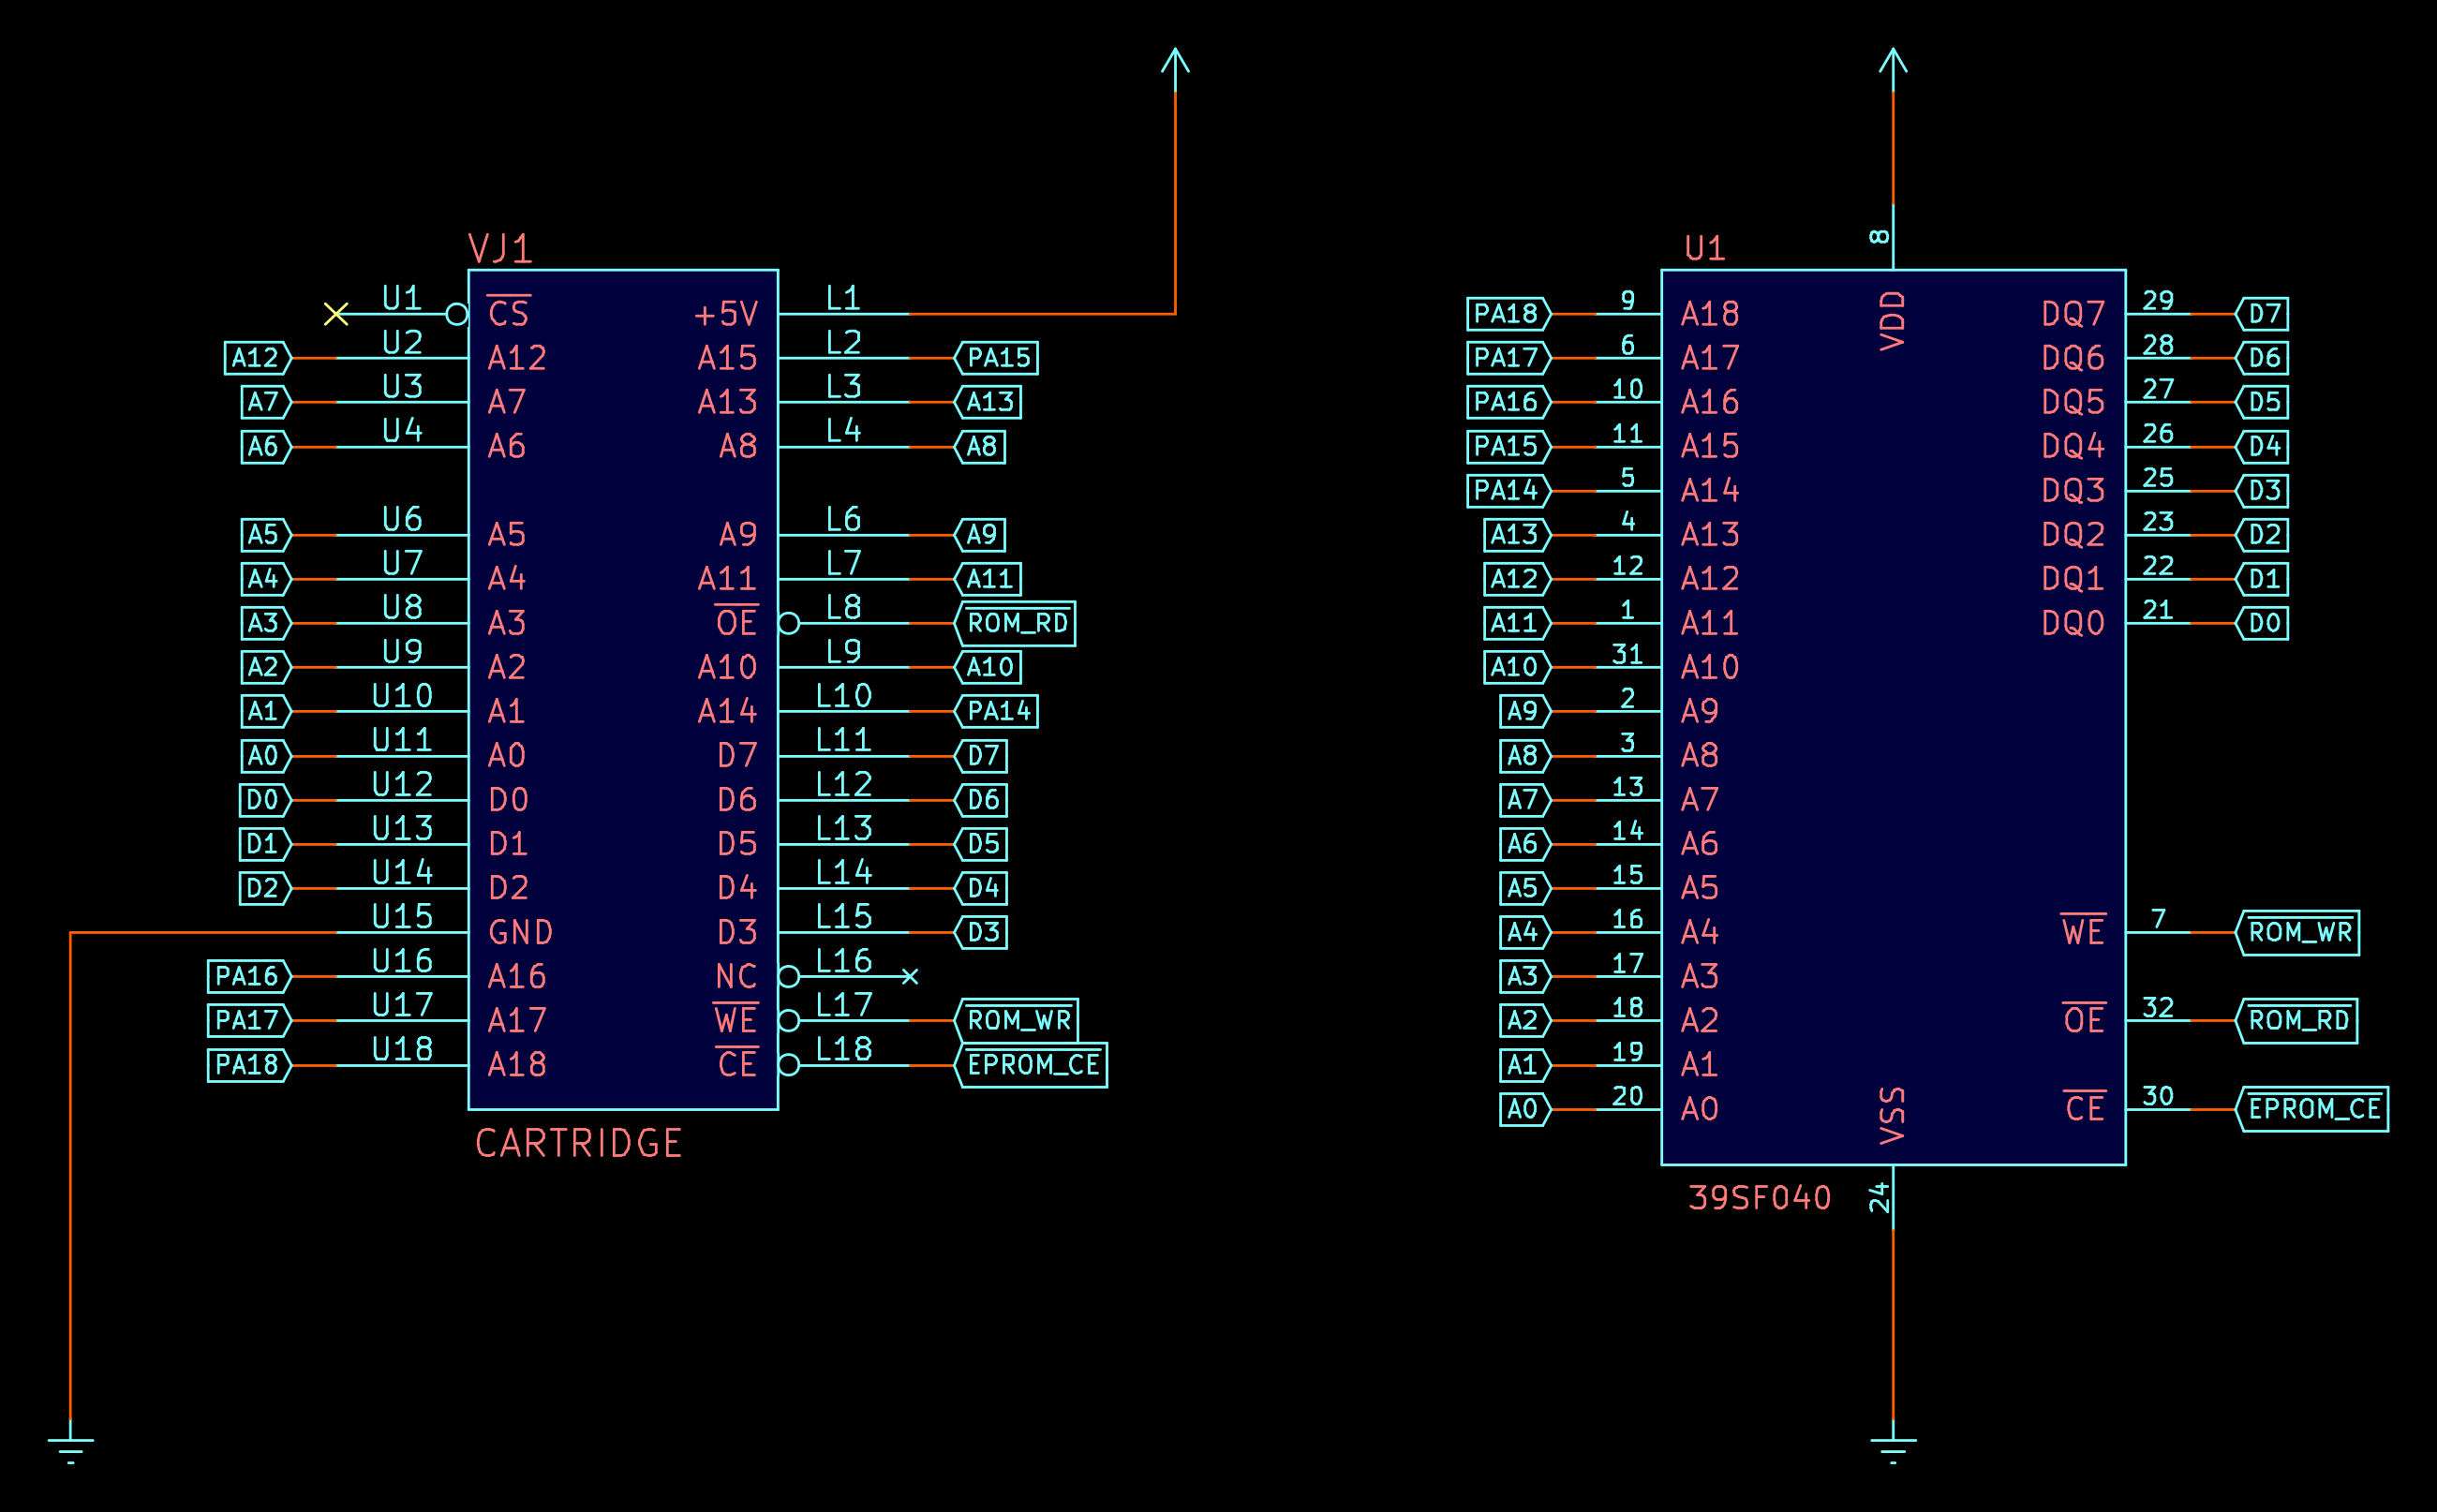 VJ1
U1 CS +5V L1
A12 U2 A12 A15 L2 PA15
A7 U3 A7 A13 L3 A13
A6 U4 A6 A8 L4 A8
A5 U6 A5 A9 L6 A9
A4 U7 A4 A11 L7 A11
A3 U8 A3 OE L8 ROM_RD
A2 U9 A2 A10 L9 A10
A1 U10 A1 A14 L10 PA14
A0 U11 A0 D7 L11 D7
D0 U12 D0 D6 L12 D6
D1 U13 D1 D5 L13 D5
D2 U14 D2 D4 L14 D4
U15 GND D3 L15 D3
PA16 U16 A16 NC L16
PA17 U17 A17 WE L17 ROM_WR
PA18 U18 A18 CE L18 EPROM_CE
CARTRIDGE
U1
8
VDD
PA18 9 A18 DQ7 29 D7
PA17 6 A17 DQ6 28 D6
PA16 10 A16 DQ5 27 D5
PA15 11 A15 DQ4 26 D4
PA14 5 A14 DQ3 25 D3
A13 4 A13 DQ2 23 D2
A12 12 A12 DQ1 22 D1
A11 1 A11 DQ0 21 D0
A10 31 A10
A9 2 A9
A8 3 A8
A7 13 A7
A6 14 A6
A5 15 A5
A4 16 A4 WE 7 ROM_WR
A3 17 A3
A2 18 A2 OE 32 ROM_RD
A1 19 A1
A0 20 A0 CE 30 EPROM_CE
VSS
24
39SF040